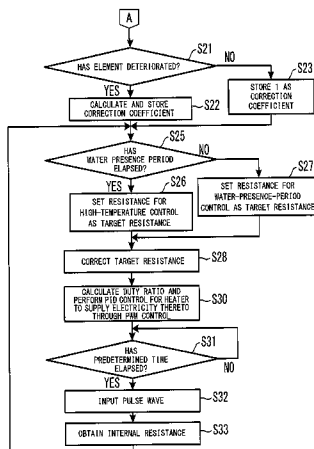 A
S21
HAS ELEMENT DETERIORATED?
NO
S23
YES
STORE 1 AS
CORRECTION
COEFFICIENT
S22
CALCULATE AND STORE
CORRECTION COEFFICIENT
S25
HAS
WATER PRESENCE PERIOD
ELAPSED?
NO
S27
YES
S26
SET RESISTANCE FOR
HIGH-TEMPERATURE CONTROL
AS TARGET RESISTANCE
SET RESISTANCE FOR
WATER-PRESENCE-PERIOD
CONTROL AS TARGET RESISTANCE
S28
CORRECT TARGET RESISTANCE
S30
CALCULATE DUTY RATIO AND
PERFORM PID CONTROL FOR HEATER
TO SUPPLY ELECTRICITY THERETO
THROUGH PWM CONTROL
S31
HAS
PREDETERMINED TIME
ELAPSED?
NO
YES
S32
INPUT PULSE WAVE
S33
OBTAIN INTERNAL RESISTANCE